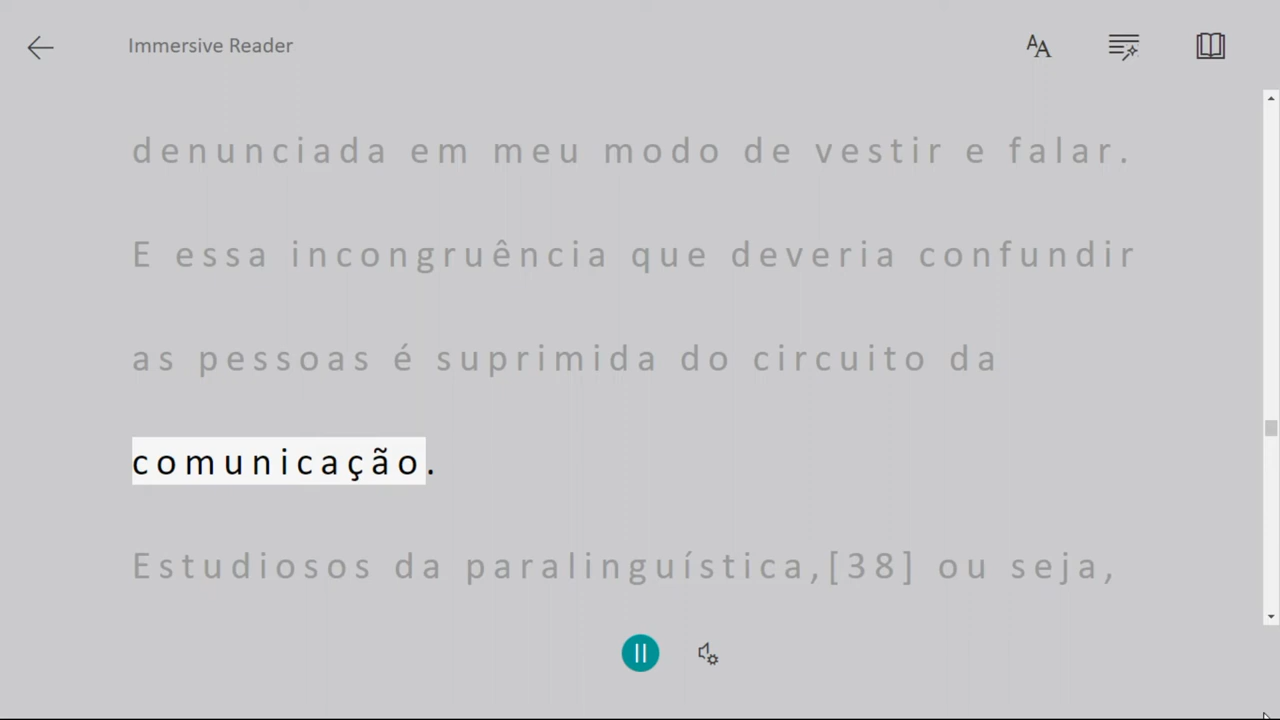 Immersive Reader
denunciada em meu modo de vestir e falar.
E essa incongruência que deveria confundir
as pessoas é suprimida do circuito da
comunicação.
Estudiosos da paralinguística,[38] ou seja,